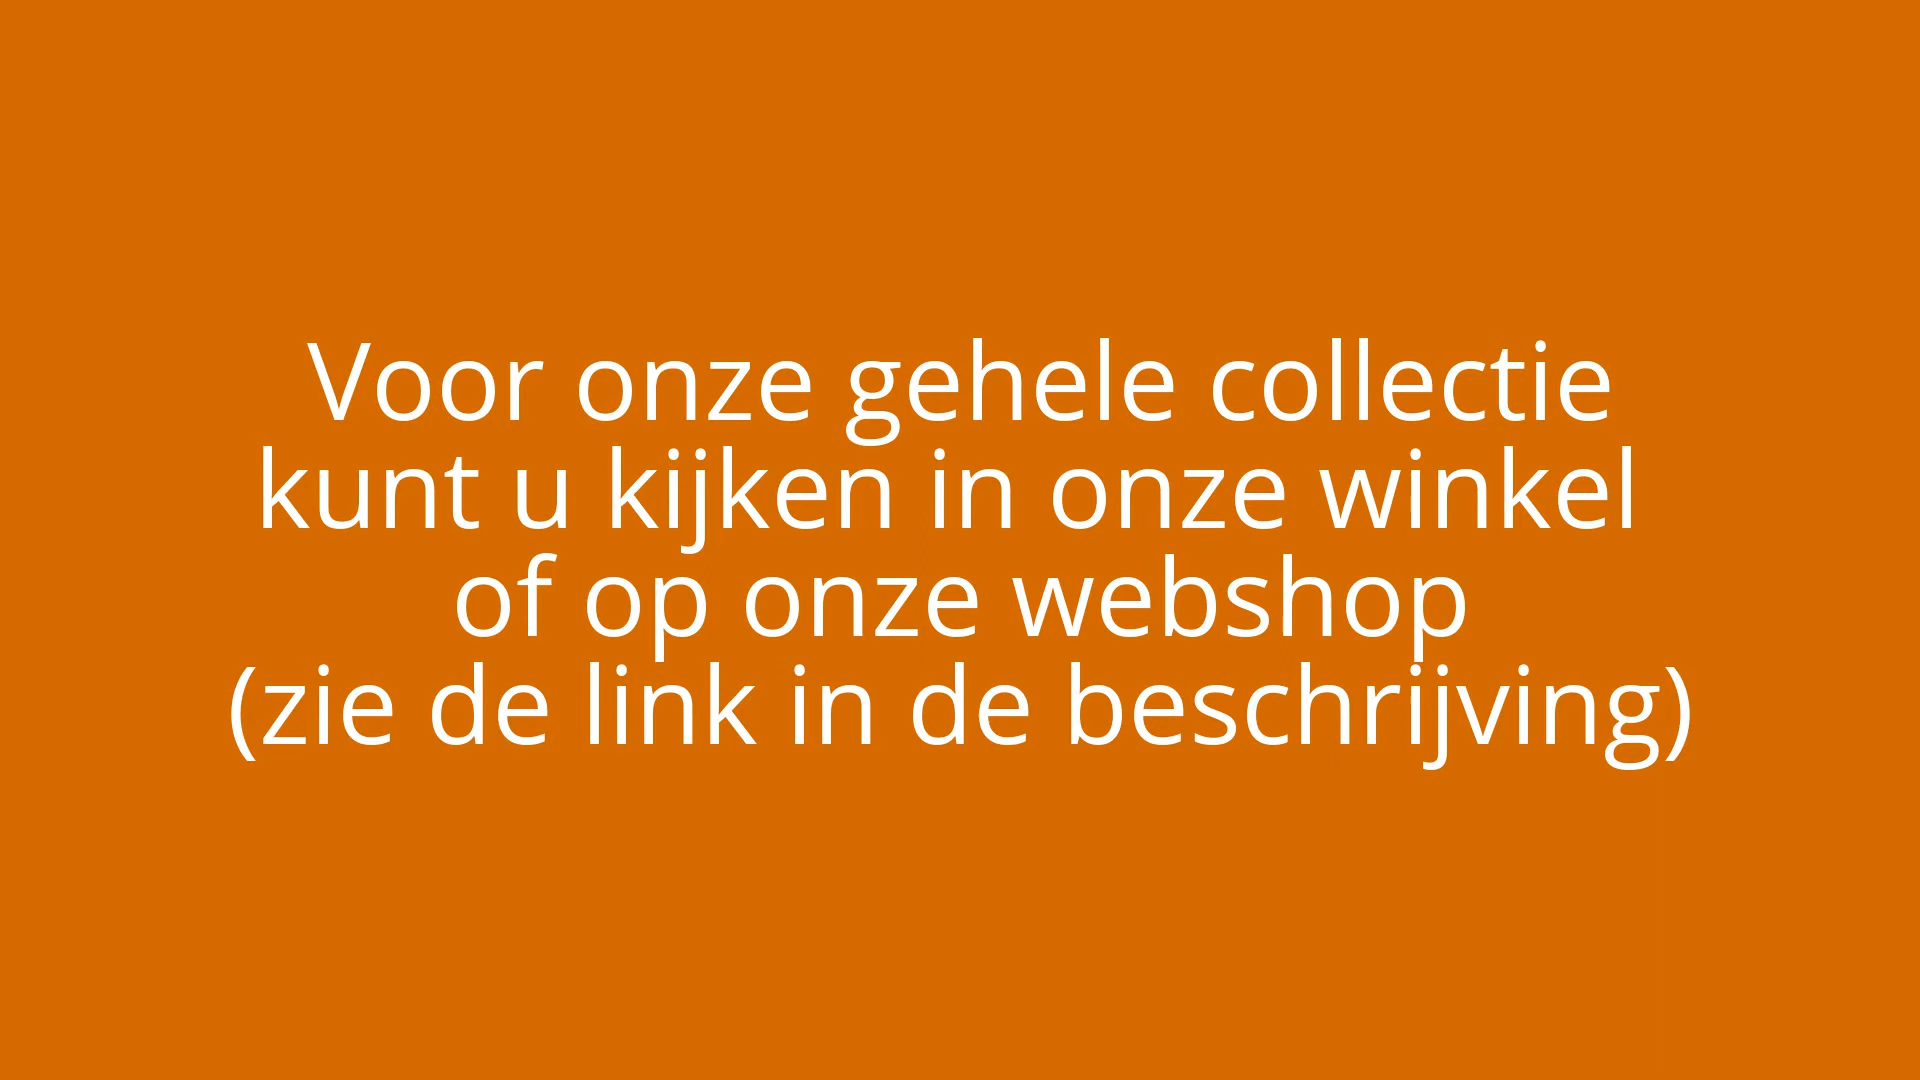 Voor onze gehele collectie
kunt u kijken in onze winkel
of op onze webshop
(zie de link in de beschrijving)